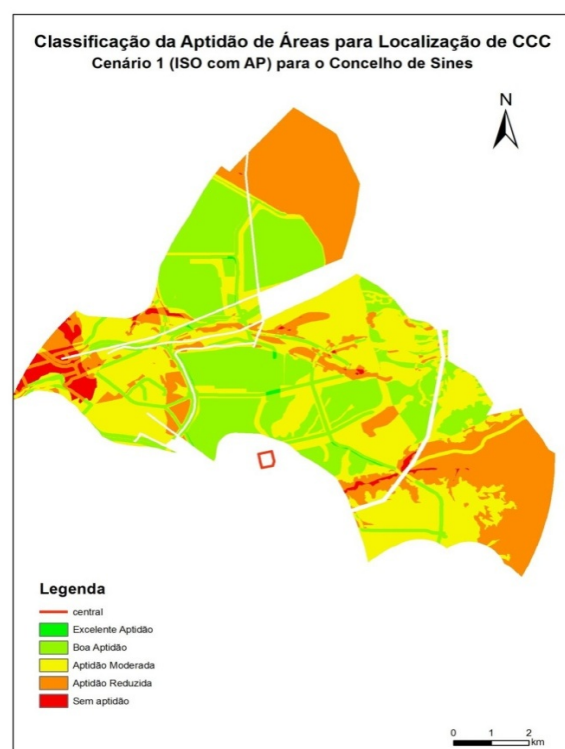 Classificação da Aptidão de Áreas para Localização de CCC
Cenário 1 (ISO com AP) para o Concelho de Sines
N
Legenda
central
Excelente Aptidão
Boa Aptidão
Aptidão Moderada
Aptidão Reduzida
Sem aptidão
0 1 2
km